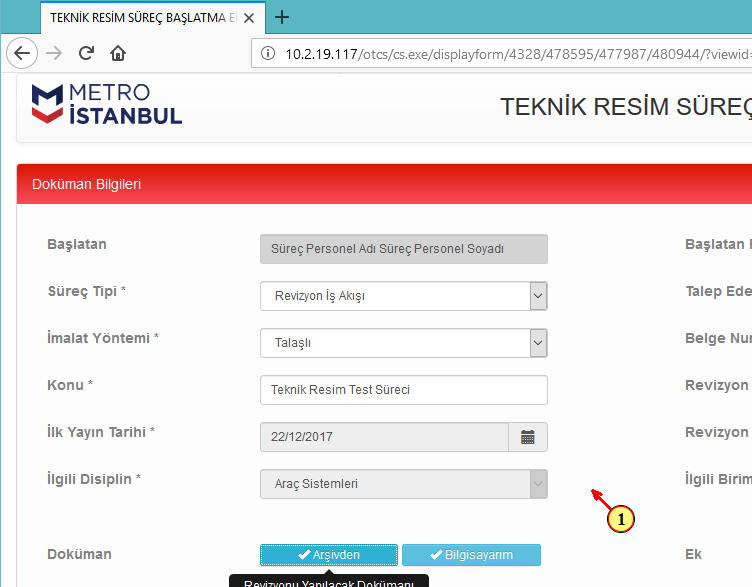 TEKNİK RESİM SÜREÇ BAŞLATMA
10.2.19.117/otcs/cs.exe/displayform/4328/478595/477987/480944/?viewid=
METRO
İSTANBUL
TEKNİK RESİM SÜREÇ
Doküman Bilgileri
Başlatan
Süreç Personel Adı Süreç Personel Soyadı
Başlatan
Süreç Tipi *
Revizyon İş Akışı
Talep Ede
İmalat Yöntemi *
Talaşlı
Belge Nu
Konu *
Teknik Resim Test Süreci
Revizyon
İlk Yayın Tarihi *
22/12/2017
Revizyon
İlgili Disiplin *
Araç Sistemleri
İlgili Birim
1
Doküman
Arşivden
Bilgisayarım
Ek
Revizyonu Yapılacak Dokümanı